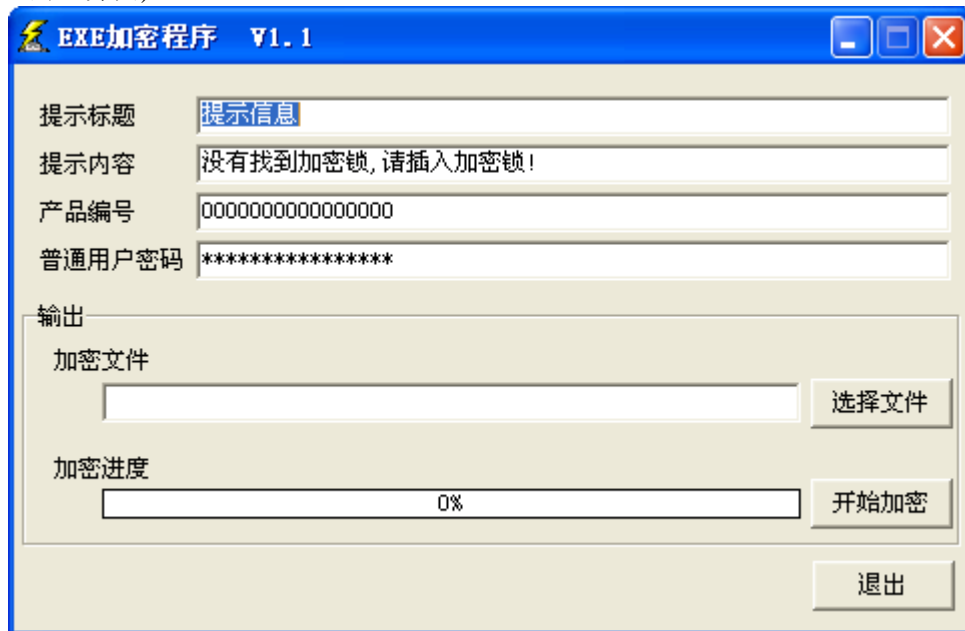 EXE加密程序 V1.1
提示标题 提示信息
提示内容 没有找到加密锁,请插入加密锁!
产品编号 0000000000000000
普通用户密码 ****************
输出
加密文件
选择文件
加密进度
0% 开始加密
退出